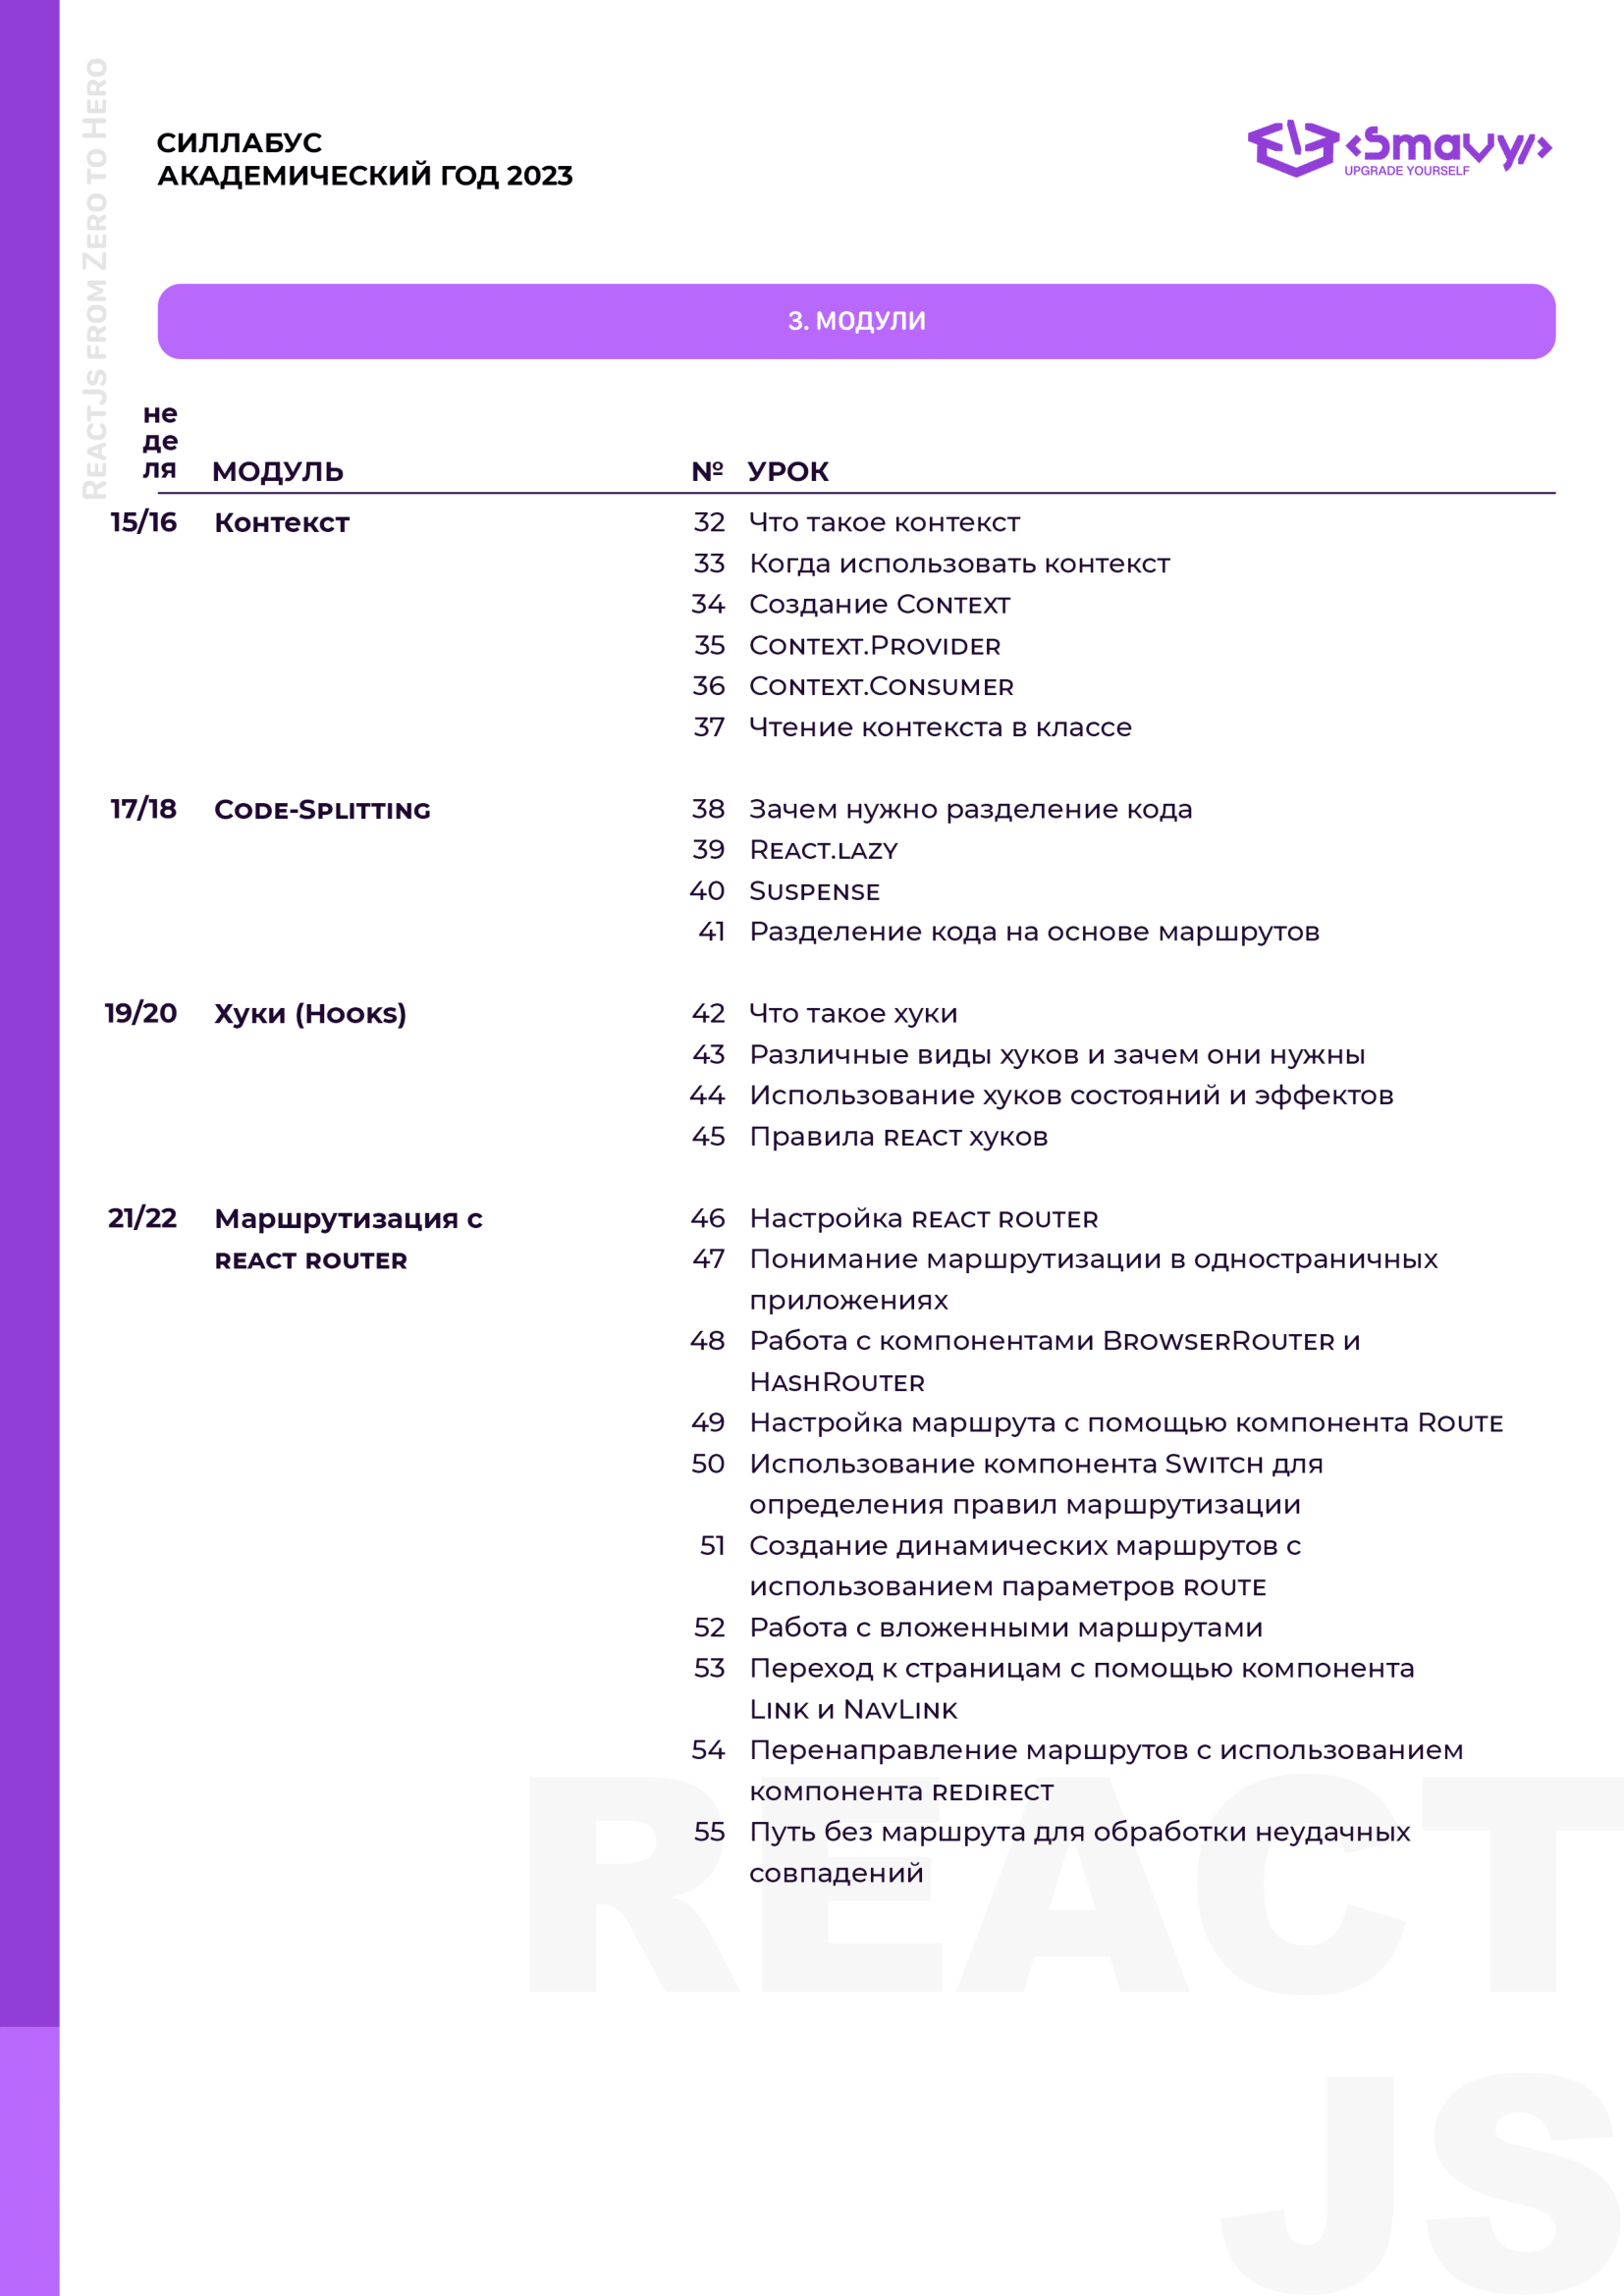 ReactJs from Zero to Hero
СИЛЛАБУС
АКАДЕМИЧЕСКИЙ ГОД 2023
<Smavy/>
UPGRADE YOURSELF
3. МОДУЛИ
не
де
ля МОДУЛЬ № УРОК
15/16 Контекст 32 Что такое контекст
33 Когда использовать контекст
34 Создание Context
35 Context.Provider
36 Context.Consumer
37 Чтение контекста в классе
17/18 Code-Splitting 38 Зачем нужно разделение кода
39 React.lazy
40 Suspense
41 Разделение кода на основе маршрутов
19/20 Хуки (Hooks) 42 Что такое хуки
43 Различные виды хуков и зачем они нужны
44 Использование хуков состояний и эффектов
45 Правила react хуков
21/22 Маршрутизация с 46 Настройка react router
react router 47 Понимание маршрутизации в одностраничных
приложениях
48 Работа с компонентами BrowserRouter и
HashRouter
49 Настройка маршрута с помощью компонента Route
50 Использование компонента Switch для
определения правил маршрутизации
51 Создание динамических маршрутов с
использованием параметров route
52 Работа с вложенными маршрутами
53 Переход к страницам с помощью компонента
Link и NavLink
54 Перенаправление маршрутов с использованием
компонента redirect
55 Путь без маршрута для обработки неудачных
совпадений
REACT
JS